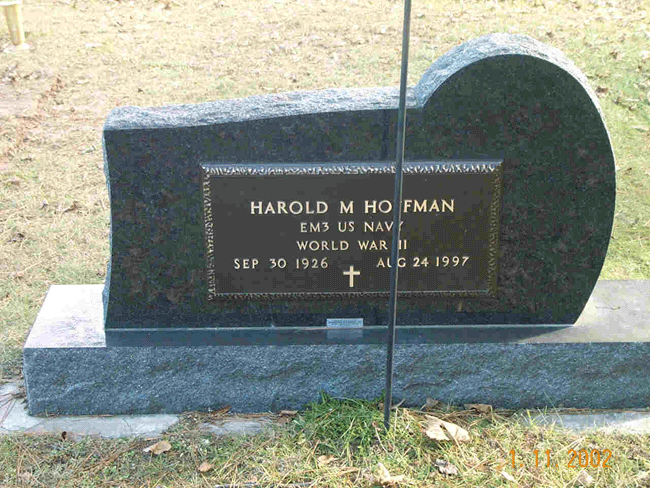 HAROLD M HOFFMAN
EM3 US NAVY
WORLD WAR II
SEP 30 1926 AUG 24 1997
1 11 2002